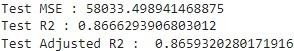 Test MSE : 58033.498941468875
Test R2 : 0.8666293906803012
Test Adjusted R2 :  0.8659320280171916